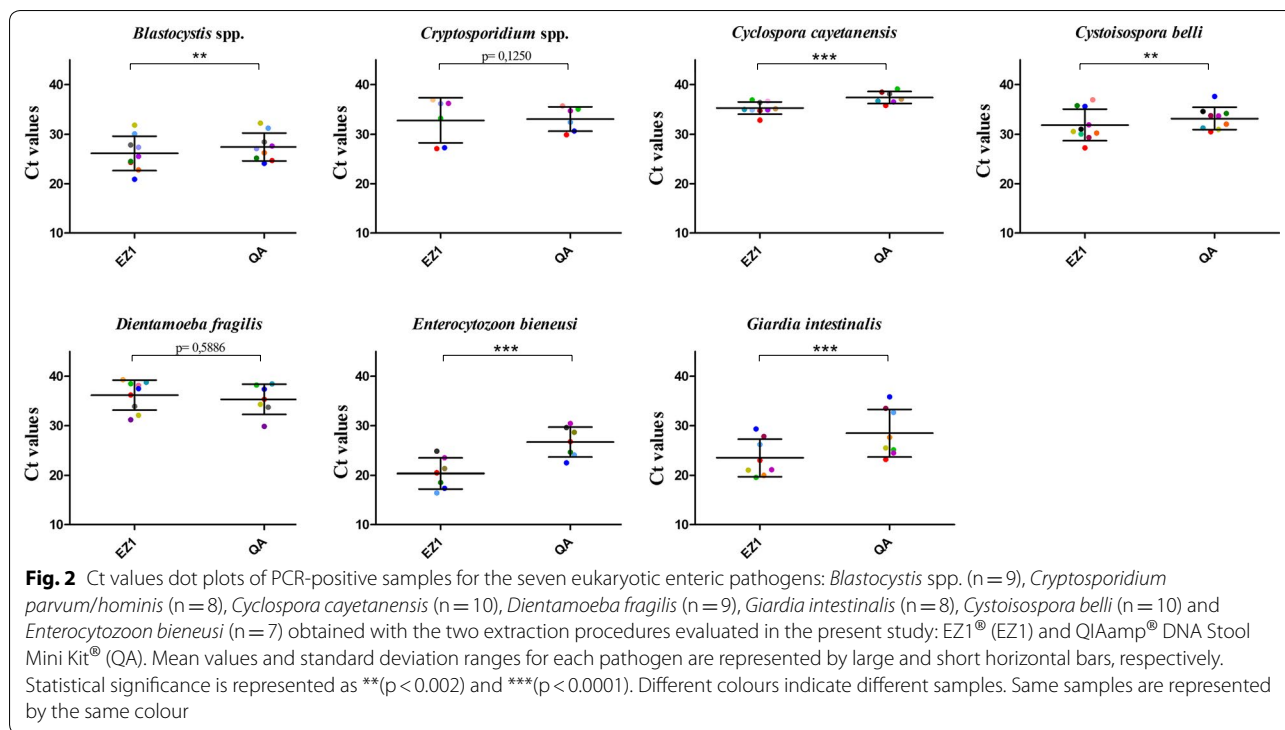 Blastocystis spp.
**
Ct values
40
30
20
10
EZ1
QA
Cryptosporidium spp.
p= 0,1250
Ct values
40
30
20
10
EZ1
QA
Cyclospora cayetanensis
***
Ct values
40
30
20
10
EZ1
QA
Cystoisospora belli
**
Ct values
40
30
20
10
EZ1
QA
Dientamoeba fragilis
p= 0,5886
Ct values
40
30
20
10
EZ1
QA
Enterocytozoon bieneusi
***
Ct values
40
30
20
10
EZ1
QA
Giardia intestinalis
***
Ct values
40
30
20
10
EZ1
QA
Fig. 2 Ct values dot plots of PCR-positive samples for the seven eukaryotic enteric pathogens: Blastocystis spp. (n = 9), Cryptosporidium
parvum/hominis (n = 8), Cyclospora cayetanensis (n = 10), Dientamoeba fragilis (n = 9), Giardia intestinalis (n = 8), Cystoisospora belli (n = 10) and
Enterocytozoon bieneusi (n = 7) obtained with the two extraction procedures evaluated in the present study: EZ1® (EZ1) and QIAamp® DNA Stool
Mini Kit® (QA). Mean values and standard deviation ranges for each pathogen are represented by large and short horizontal bars, respectively.
Statistical significance is represented as **(p < 0.002) and ***(p < 0.0001). Different colours indicate different samples. Same samples are represented
by the same colour